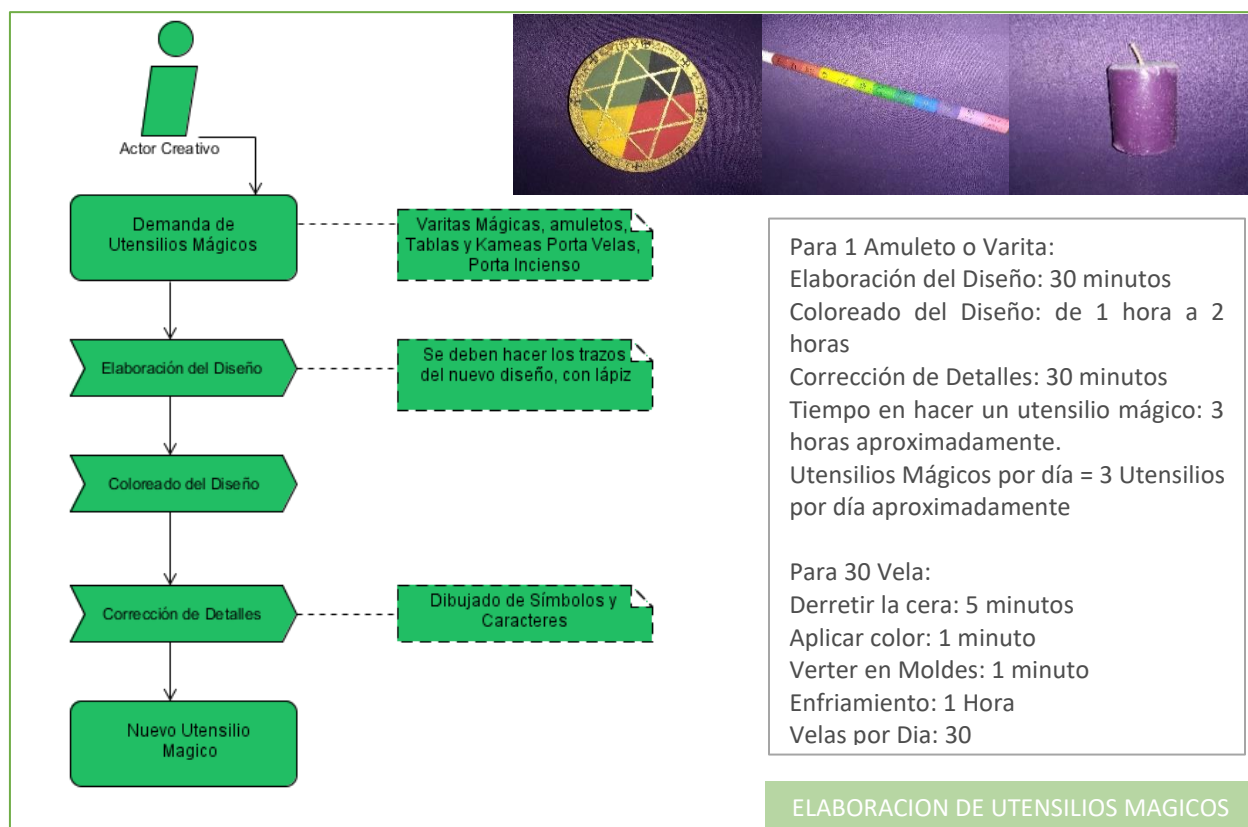 Actor Creativo
Demanda de
Utensilios Mágicos
Varitas Mágicas, amuletos,
Tablas y Kameas Porta Velas,
Porta Incienso
Elaboración del Diseño
Se deben hacer los trazos
del nuevo diseño, con lápiz
Coloreado del Diseño
Corrección de Detalles
Dibujado de Símbolos y
Caracteres
Nuevo Utensilio
Magico
Para 1 Amuleto o Varita:
Elaboración del Diseño: 30 minutos
Coloreado del Diseño: de 1 hora a 2
horas
Corrección de Detalles: 30 minutos
Tiempo en hacer un utensilio mágico: 3
horas aproximadamente.
Utensilios Mágicos por día = 3 Utensilios
por día aproximadamente
Para 30 Vela:
Derretir la cera: 5 minutos
Aplicar color: 1 minuto
Verter en Moldes: 1 minuto
Enfriamiento: 1 Hora
Velas por Dia: 30
ELABORACION DE UTENSILIOS MAGICOS